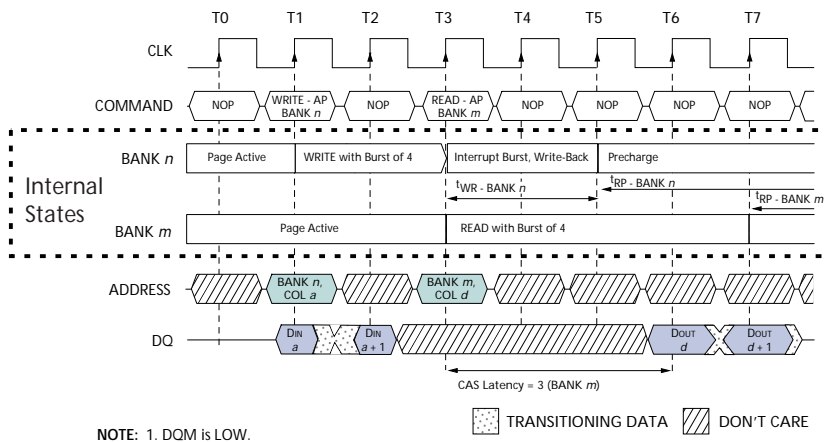 T0 T1 T2 T3 T4 T5 T6 T7
CLK
COMMAND NOP WRITE - AP BANK n NOP READ - AP BANK m NOP NOP NOP NOP
Internal States
BANK n Page Active WRITE with Burst of 4 Interrupt Burst, Write-Back Precharge
tWR - BANK n tRP - BANK n
tRP - BANK m
BANK m Page Active READ with Burst of 4
ADDRESS BANK n, COL a BANK m, COL d
DQ DIN a DIN a + 1 DOUT d DOUT d + 1
CAS Latency = 3 (BANK m)
TRANSITIONING DATA DON'T CARE
NOTE: 1. DQM is LOW.